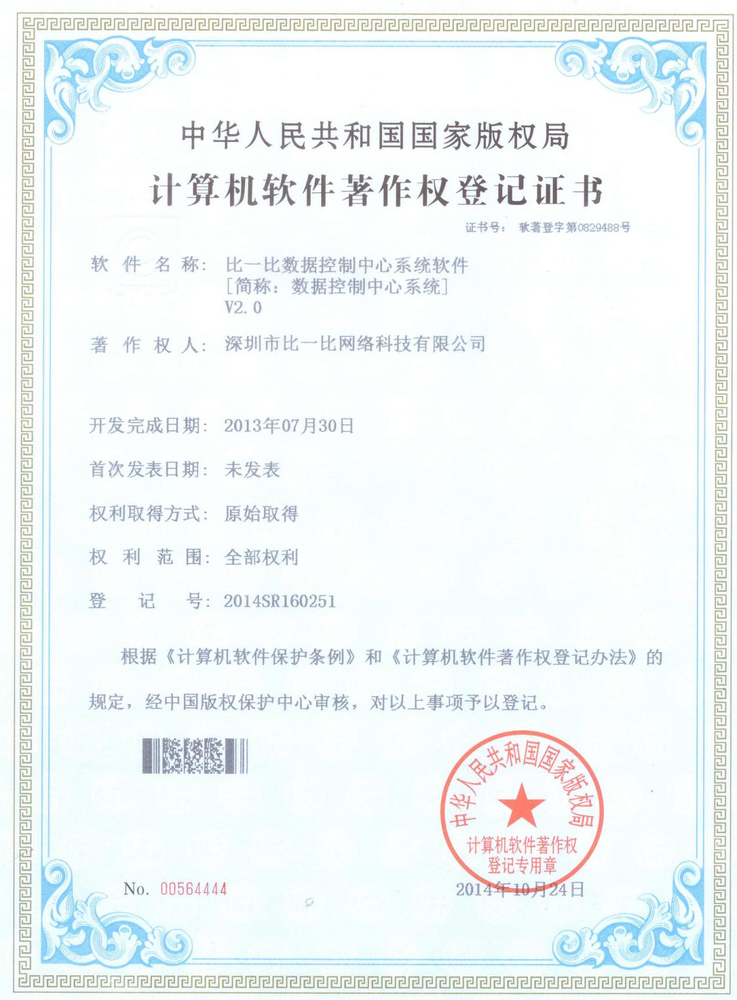 中华人民共和国国家版权局
计算机软件著作权登记证书
证书号： 软著登字第0829488号
软件名称： 比一比数据控制中心系统软件
[简称：数据控制中心系统]
V2.0
著作权人： 深圳市比一比网络科技有限公司
开发完成日期： 2013年07月30日
首次发表日期： 未发表
权利取得方式： 原始取得
权利范围： 全部权利
登记号： 2014SR160251
根据《计算机软件保护条例》和《计算机软件著作权登记办法》的
规定，经中国版权保护中心审核，对以上事项予以登记。
中华人民共和国国家版权局
计算机软件著作权
登记专用章
No. 00564444
2014年10月24日